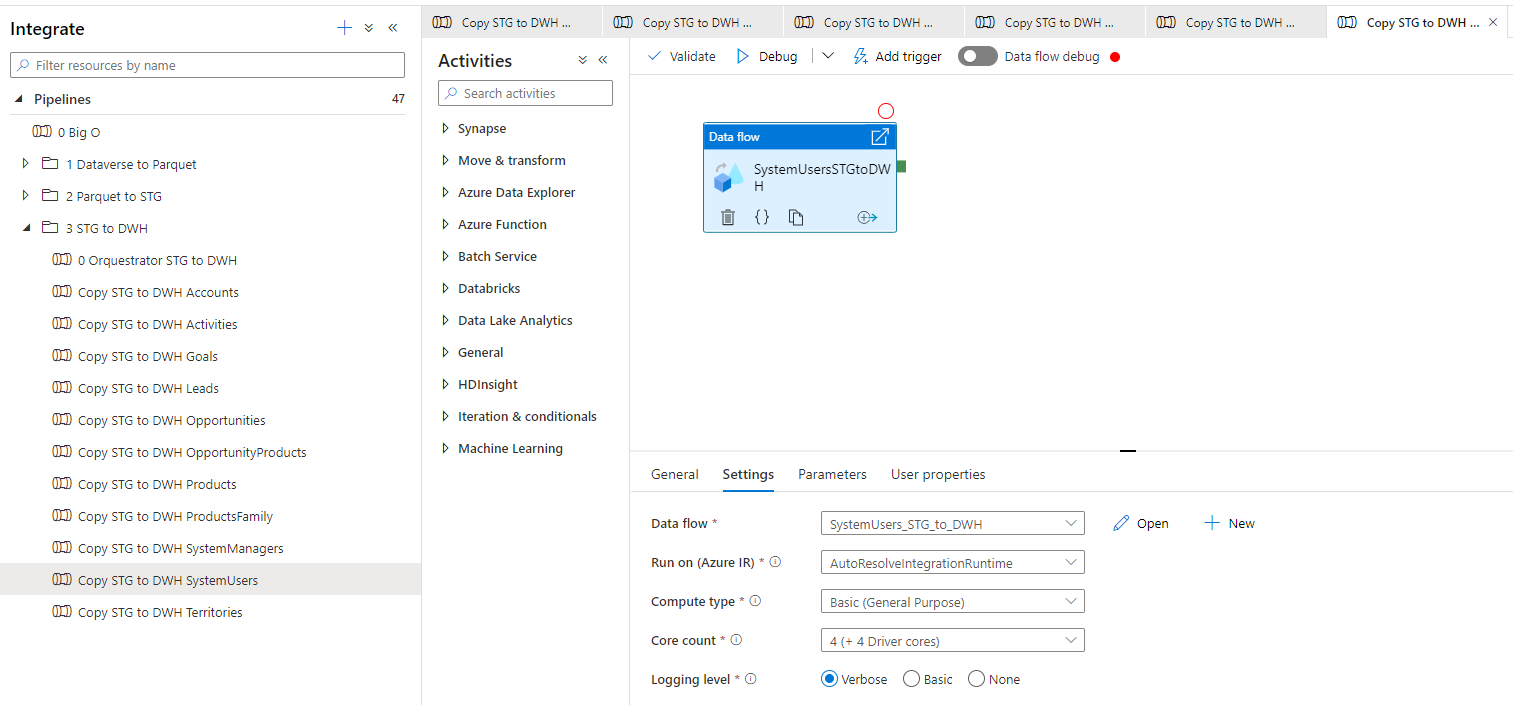 Integrate
Filter resources by name
Pipelines 47
0 Big O
1 Dataverse to Parquet
2 Parquet to STG
3 STG to DWH
0 Orquestrator STG to DWH
Copy STG to DWH Accounts
Copy STG to DWH Activities
Copy STG to DWH Goals
Copy STG to DWH Leads
Copy STG to DWH Opportunities
Copy STG to DWH OpportunityProducts
Copy STG to DWH Products
Copy STG to DWH ProductsFamily
Copy STG to DWH SystemManagers
Copy STG to DWH SystemUsers
Copy STG to DWH Territories
Copy STG to DWH ... Copy STG to DWH ... Copy STG to DWH ... Copy STG to DWH ... Copy STG to DWH ... Copy STG to DWH ...
Activities
Search activities
Synapse
Move & transform
Azure Data Explorer
Azure Function
Batch Service
Databricks
Data Lake Analytics
General
HDInsight
Iteration & conditionals
Machine Learning
Validate Debug Add trigger Data flow debug
Data flow
SystemUsersSTGtoDW
H
General Settings Parameters User properties
Data flow * SystemUsers_STG_to_DWH Open New
Run on (Azure IR) * AutoResolveIntegrationRuntime
Compute type * Basic (General Purpose)
Core count * 4 (+ 4 Driver cores)
Logging level * Verbose Basic None